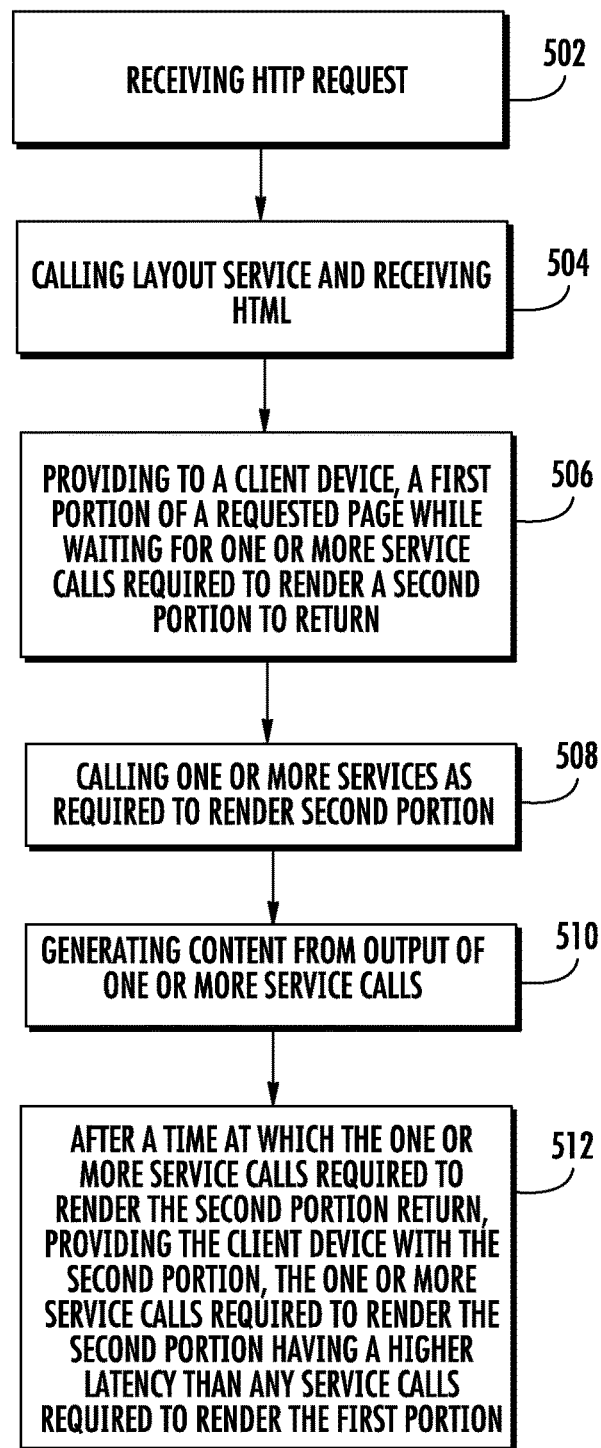 RECEIVING HTTP REQUEST
502
CALLING LAYOUT SERVICE AND RECEIVING
HTML
504
PROVIDING TO A CLIENT DEVICE, A FIRST
PORTION OF A REQUESTED PAGE WHILE
WAITING FOR ONE OR MORE SERVICE
CALLS REQUIRED TO RENDER A SECOND
PORTION TO RETURN
506
CALLING ONE OR MORE SERVICES AS
REQUIRED TO RENDER SECOND PORTION
508
GENERATING CONTENT FROM OUTPUT OF
ONE OR MORE SERVICE CALLS
510
AFTER A TIME AT WHICH THE ONE OR
MORE SERVICE CALLS REQUIRED TO
RENDER THE SECOND PORTION RETURN,
PROVIDING THE CLIENT DEVICE WITH THE
SECOND PORTION, THE ONE OR MORE
SERVICE CALLS REQUIRED TO RENDER THE
SECOND PORTION HAVING A HIGHER
LATENCY THAN ANY SERVICE CALLS
REQUIRED TO RENDER THE FIRST PORTION
512